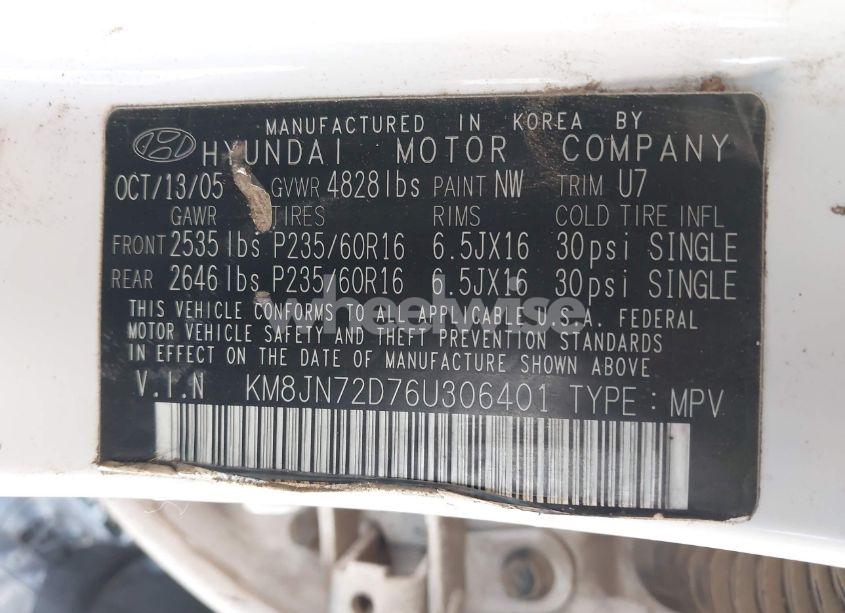 MANUFACTURED IN KOREA BY
HYUNDAI MOTOR COMPANY
OCT/13/05 GVWR 4828lbs PAINT NW TRIM U7
GAWR TIRES RIMS COLD TIRE INFL
FRONT 2535lbs P235/60R16 6.5JX16 30psi SINGLE
REAR 2646lbs P235/60R16 6.5JX16 30psi SINGLE
wheelwise
THIS VEHICLE CONFORMS TO ALL APPLICABLE U.S.A. FEDERAL
MOTOR VEHICLE SAFETY AND THEFT PREVENTION STANDARDS
IN EFFECT ON THE DATE OF MANUFACTURE SHOWN ABOVE
V.I.N KM8JN72D76U306401 TYPE : MPV